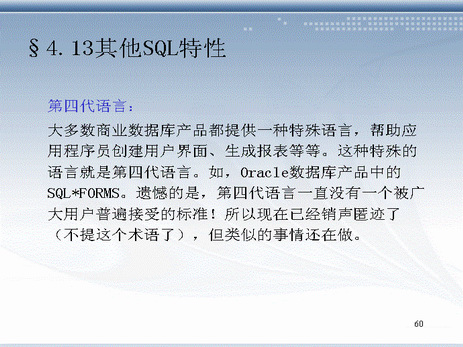 §4.13其他SQL特性
第四代语言：
大多数商业数据库产品都提供一种特殊语言，帮助应
用程序员创建用户界面、生成报表等等。这种特殊的
语言就是第四代语言。如，Oracle数据库产品中的
SQL*FORMS。遗憾的是，第四代语言一直没有一个被广
大用户普遍接受的标准！所以现在已经销声匿迹了
（不提这个术语了），但类似的事情还在做。
60